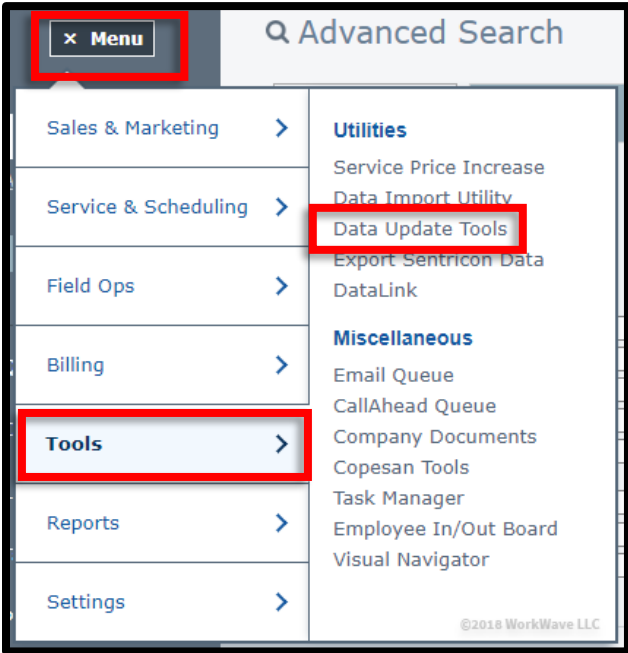 × Menu
Advanced Search
Sales & Marketing
Service & Scheduling
Field Ops
Billing
Tools
Reports
Settings
Utilities
Service Price Increase
Data Import Utility
Data Update Tools
Export Sentricon Data
DataLink
Miscellaneous
Email Queue
CallAhead Queue
Company Documents
Copesan Tools
Task Manager
Employee In/Out Board
Visual Navigator
©2018 WorkWave LLC